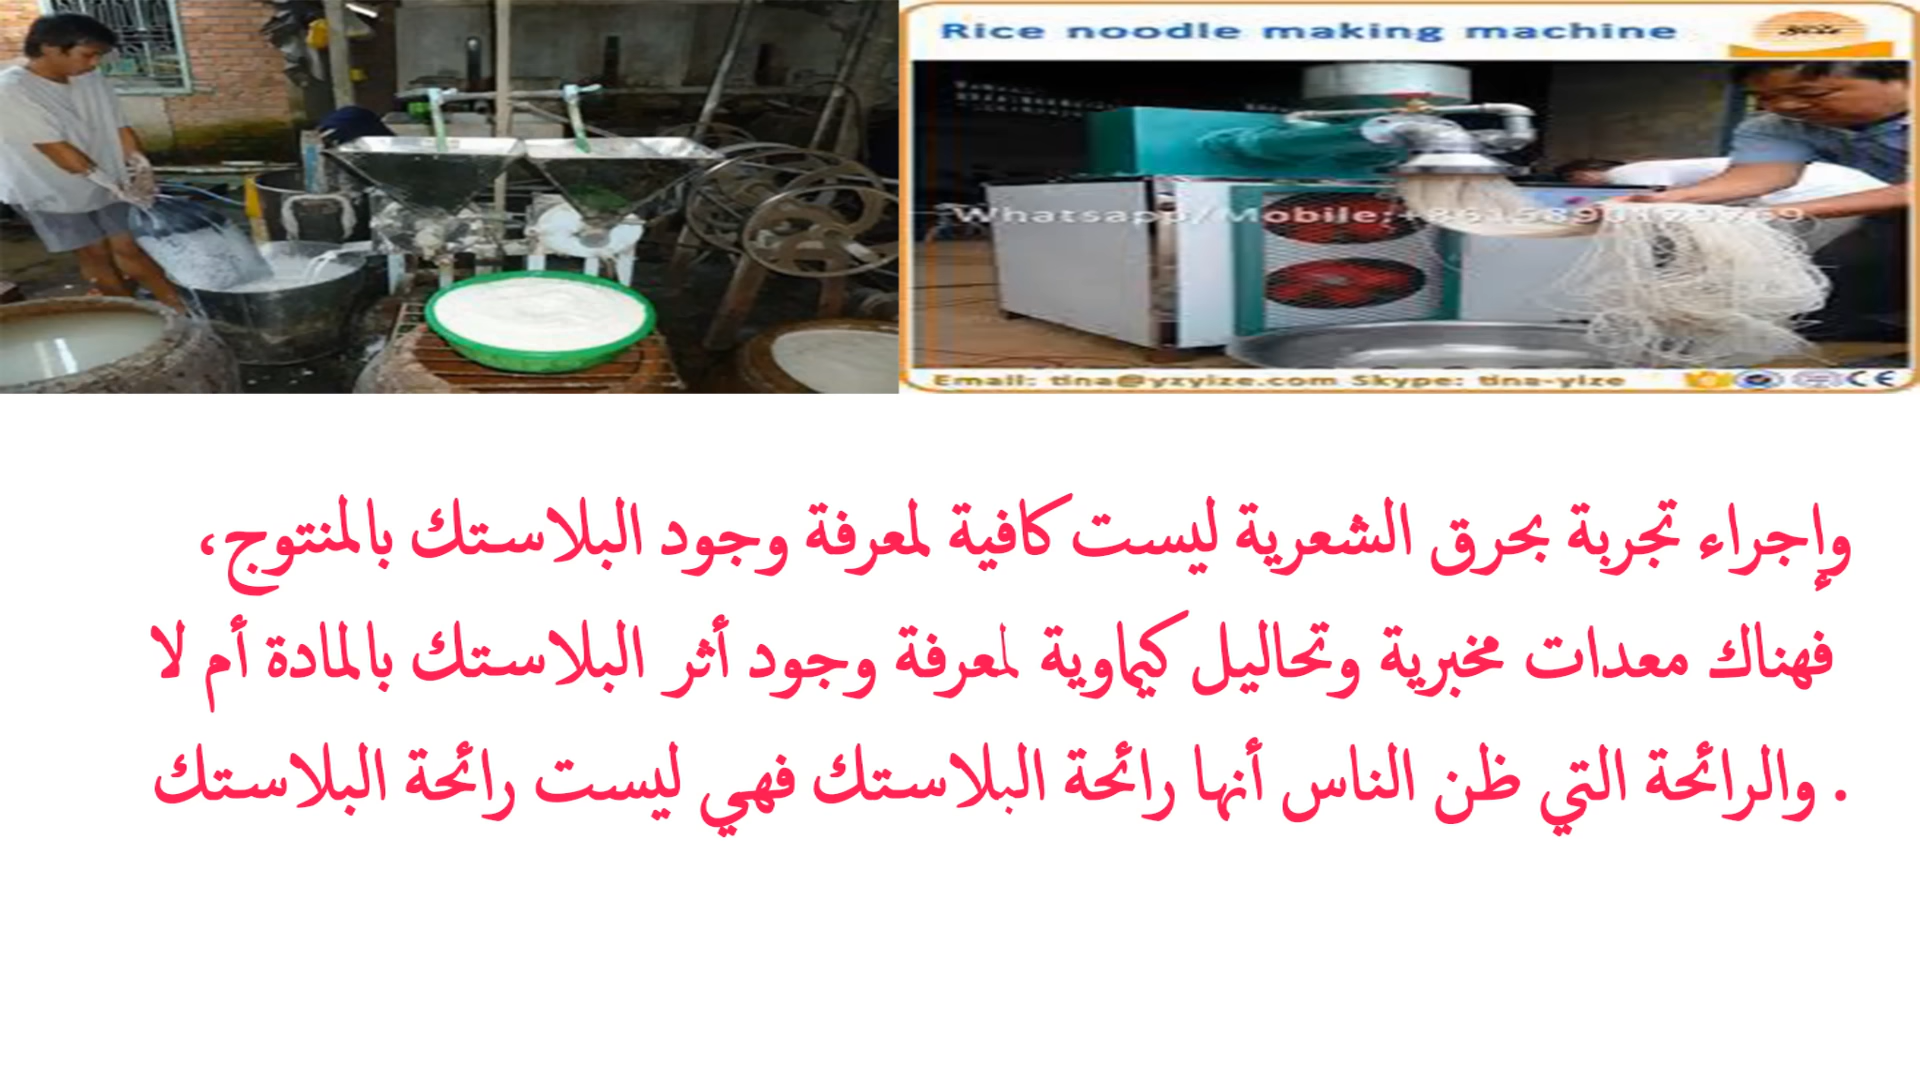 Rice noodle making machine
Whatsapp/Mobile:+86
Email: tina@yzyize.com Skype: tina-yize
وإجراء تجربة بحرق الشعرية ليست كافية لمعرفة وجود البلاستك بالمنتوج،
فهناك معدات مخبرية وتحاليل كيماوية لمعرفة وجود أثر البلاستك بالمادة أم لا
. والرائحة التي ظن الناس أنها رائحة البلاستك فهي ليست رائحة البلاستك